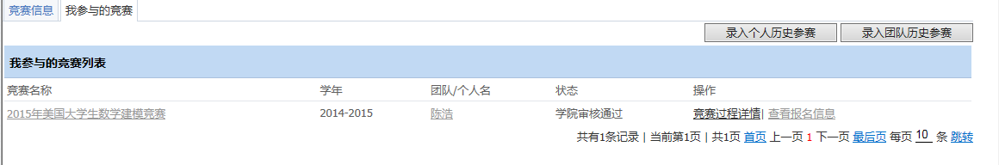 竞赛信息 我参与的竞赛
录入个人历史参赛 录入团队历史参赛
我参与的竞赛列表
竞赛名称 学年 团队/个人名 状态 操作
2015年美国大学生数学建模竞赛 2014-2015 陈浩 学院审核通过 竞赛过程详情| 查看报名信息
共有1条记录 | 当前第1页 | 共1页 首页 上一页 1 下一页 最后页 每页 10 条 跳转